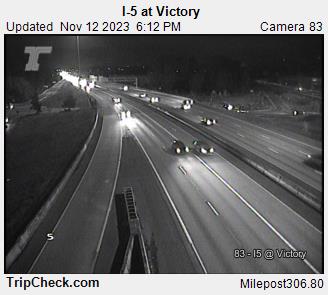 I-5 at Victory
Updated Nov 12 2023 6:12 PM Camera 83
T
S
83 - I5 @ Victory
TripCheck.com Milepost306.80